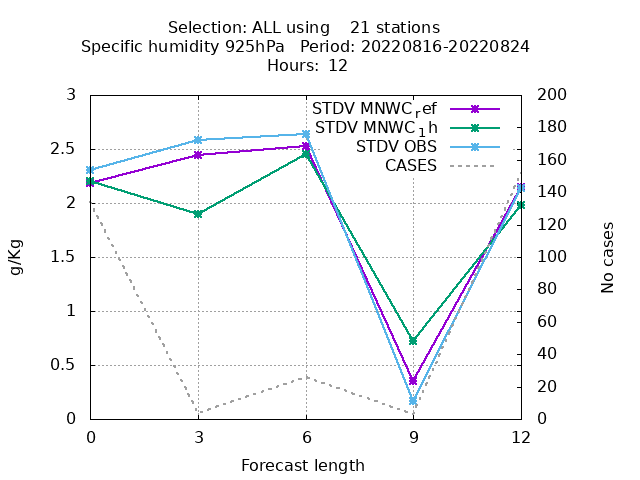 Selection: ALL using    21 stations
Specific humidity 925hPa   Period: 20220816-20220824
Hours:  12
STDV MNWCref
STDV MNWC1h
STDV OBS
CASES
3
2.5
2
1.5
1
0.5
0
200
180
160
140
120
100
80
60
40
20
0
g/Kg
No cases
0 3 6 9 12
Forecast length